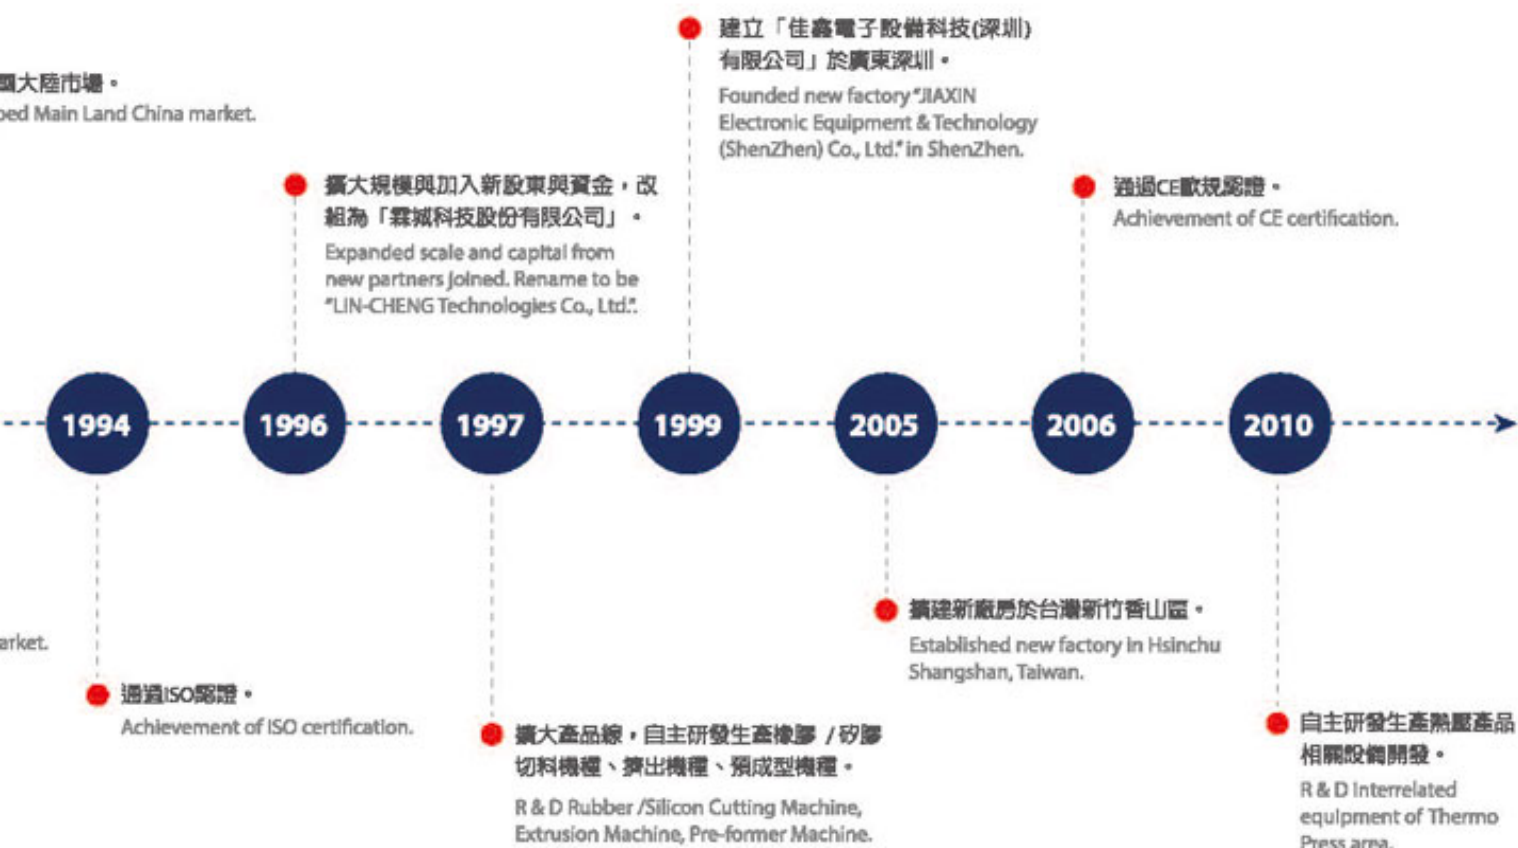 國大陸市場。
ped Main Land China market.
arket.
1994
通過ISO認證。
Achievement of ISO certification.
1996
擴大規模與加入新股東與資金，改
組為「霖城科技股份有限公司」。
Expanded scale and capital from
new partners joined. Rename to be
"LIN-CHENG Technologies Co., Ltd.".
1997
擴大產品線，自主研發生產橡膠 / 矽膠
切料機種、擠出機種、預成型機種。
R & D Rubber /Silicon Cutting Machine,
Extrusion Machine, Pre-former Machine.
1999
建立「佳鑫電子設備科技(深圳)
有限公司」於廣東深圳。
Founded new factory "JIAXIN
Electronic Equipment & Technology
(ShenZhen) Co., Ltd." in ShenZhen.
2005
擴建新廠房於台灣新竹香山區。
Established new factory in Hsinchu
Shangshan, Taiwan.
2006
通過CE歐規認證。
Achievement of CE certification.
2010
自主研發生產熱壓產品
相關設備開發。
R & D Interrelated
equipment of Thermo
Press area.